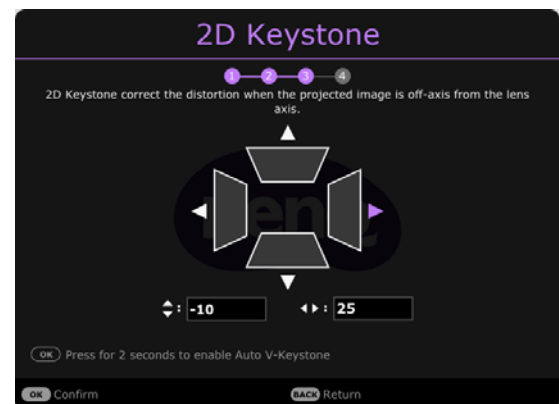 2D Keystone
1 2 3 4
2D Keystone correct the distortion when the projected image is off-axis from the lens
axis.
BenQ
: -10 : 25
OK Press for 2 seconds to enable Auto V-Keystone
OK Confirm BACK Return